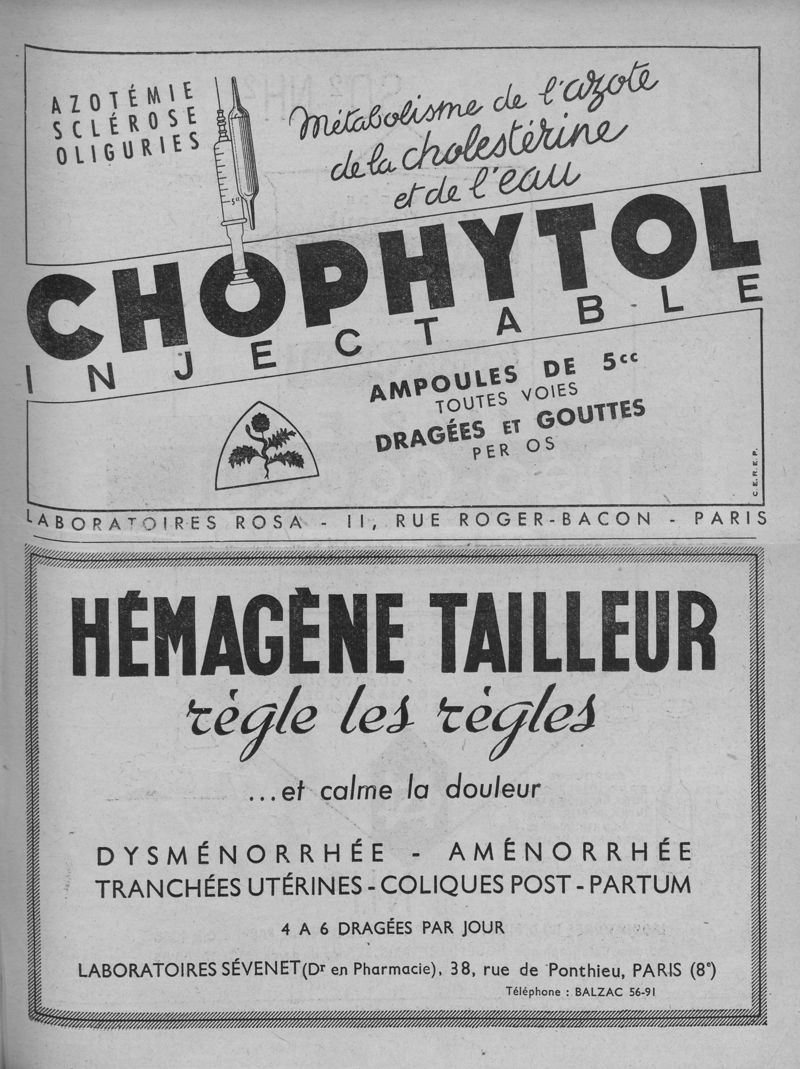 AZOTÉMIE
SCLÉROSE
OLIGURIES
Métabolisme de l'azote
de la cholestérine
et de l'eau
5cc
CHOPHYTOL
INJECTABLE
AMPOULES DE 5cc
TOUTES VOIES
DRAGÉES ET GOUTTES
PER OS
C.E.R.E.P.
LABORATOIRES ROSA - 11, RUE ROGER-BACON - PARIS
HÉMAGÈNE TAILLEUR
règle les règles
...et calme la douleur
DYSMÉNORRHÉE - AMÉNORRHÉE
TRANCHÉES UTÉRINES - COLIQUES POST - PARTUM
4 A 6 DRAGÉES PAR JOUR
LABORATOIRES SÉVENET (Dr en Pharmacie), 38, rue de Ponthieu, PARIS (8e)
Téléphone : BALZAC 56-91